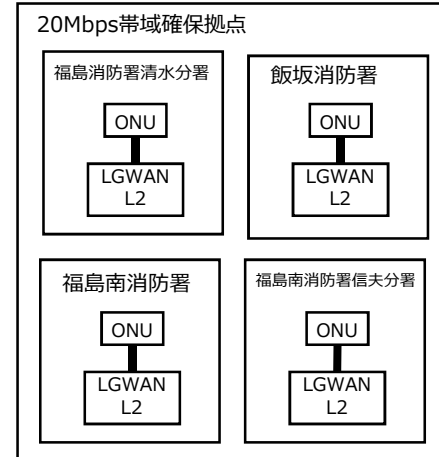 20Mbps帯域確保拠点
福島消防署清水分署
ONU
LGWAN
L2
飯坂消防署
ONU
LGWAN
L2
福島南消防署
ONU
LGWAN
L2
福島南消防署信夫分署
ONU
LGWAN
L2